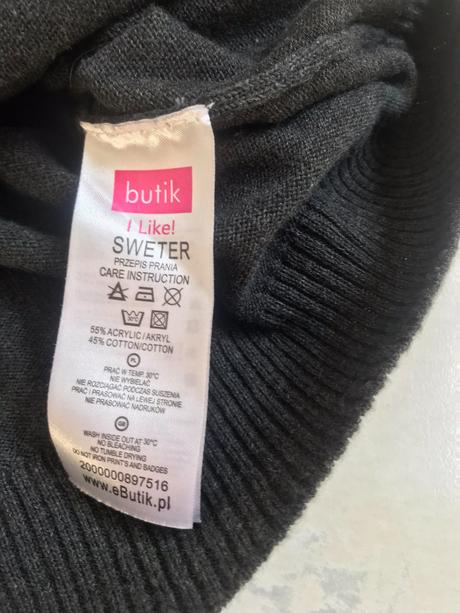 butik
I Like!
SWETER
PRZEPIS PRANIA
CARE INSTRUCTION
30°C
55% ACRYLIC/AKRYL
45% COTTON/COTTON
PL
PRAĆ W TEMP. 30°C
NIE WYBIELAĆ
NIE ROZCIĄGAĆ PODCZAS SUSZENIA
PRAĆ I PRASOWAĆ NA LEWEJ STRONIE
NIE PRASOWAĆ NADRUKÓW
GB
WASH INSIDE OUT AT 30°C
NO BLEACHING
NO TUMBLE DRYING
DO NOT IRON PRINT'S AND BADGES
2000000897516
www.eButik.pl